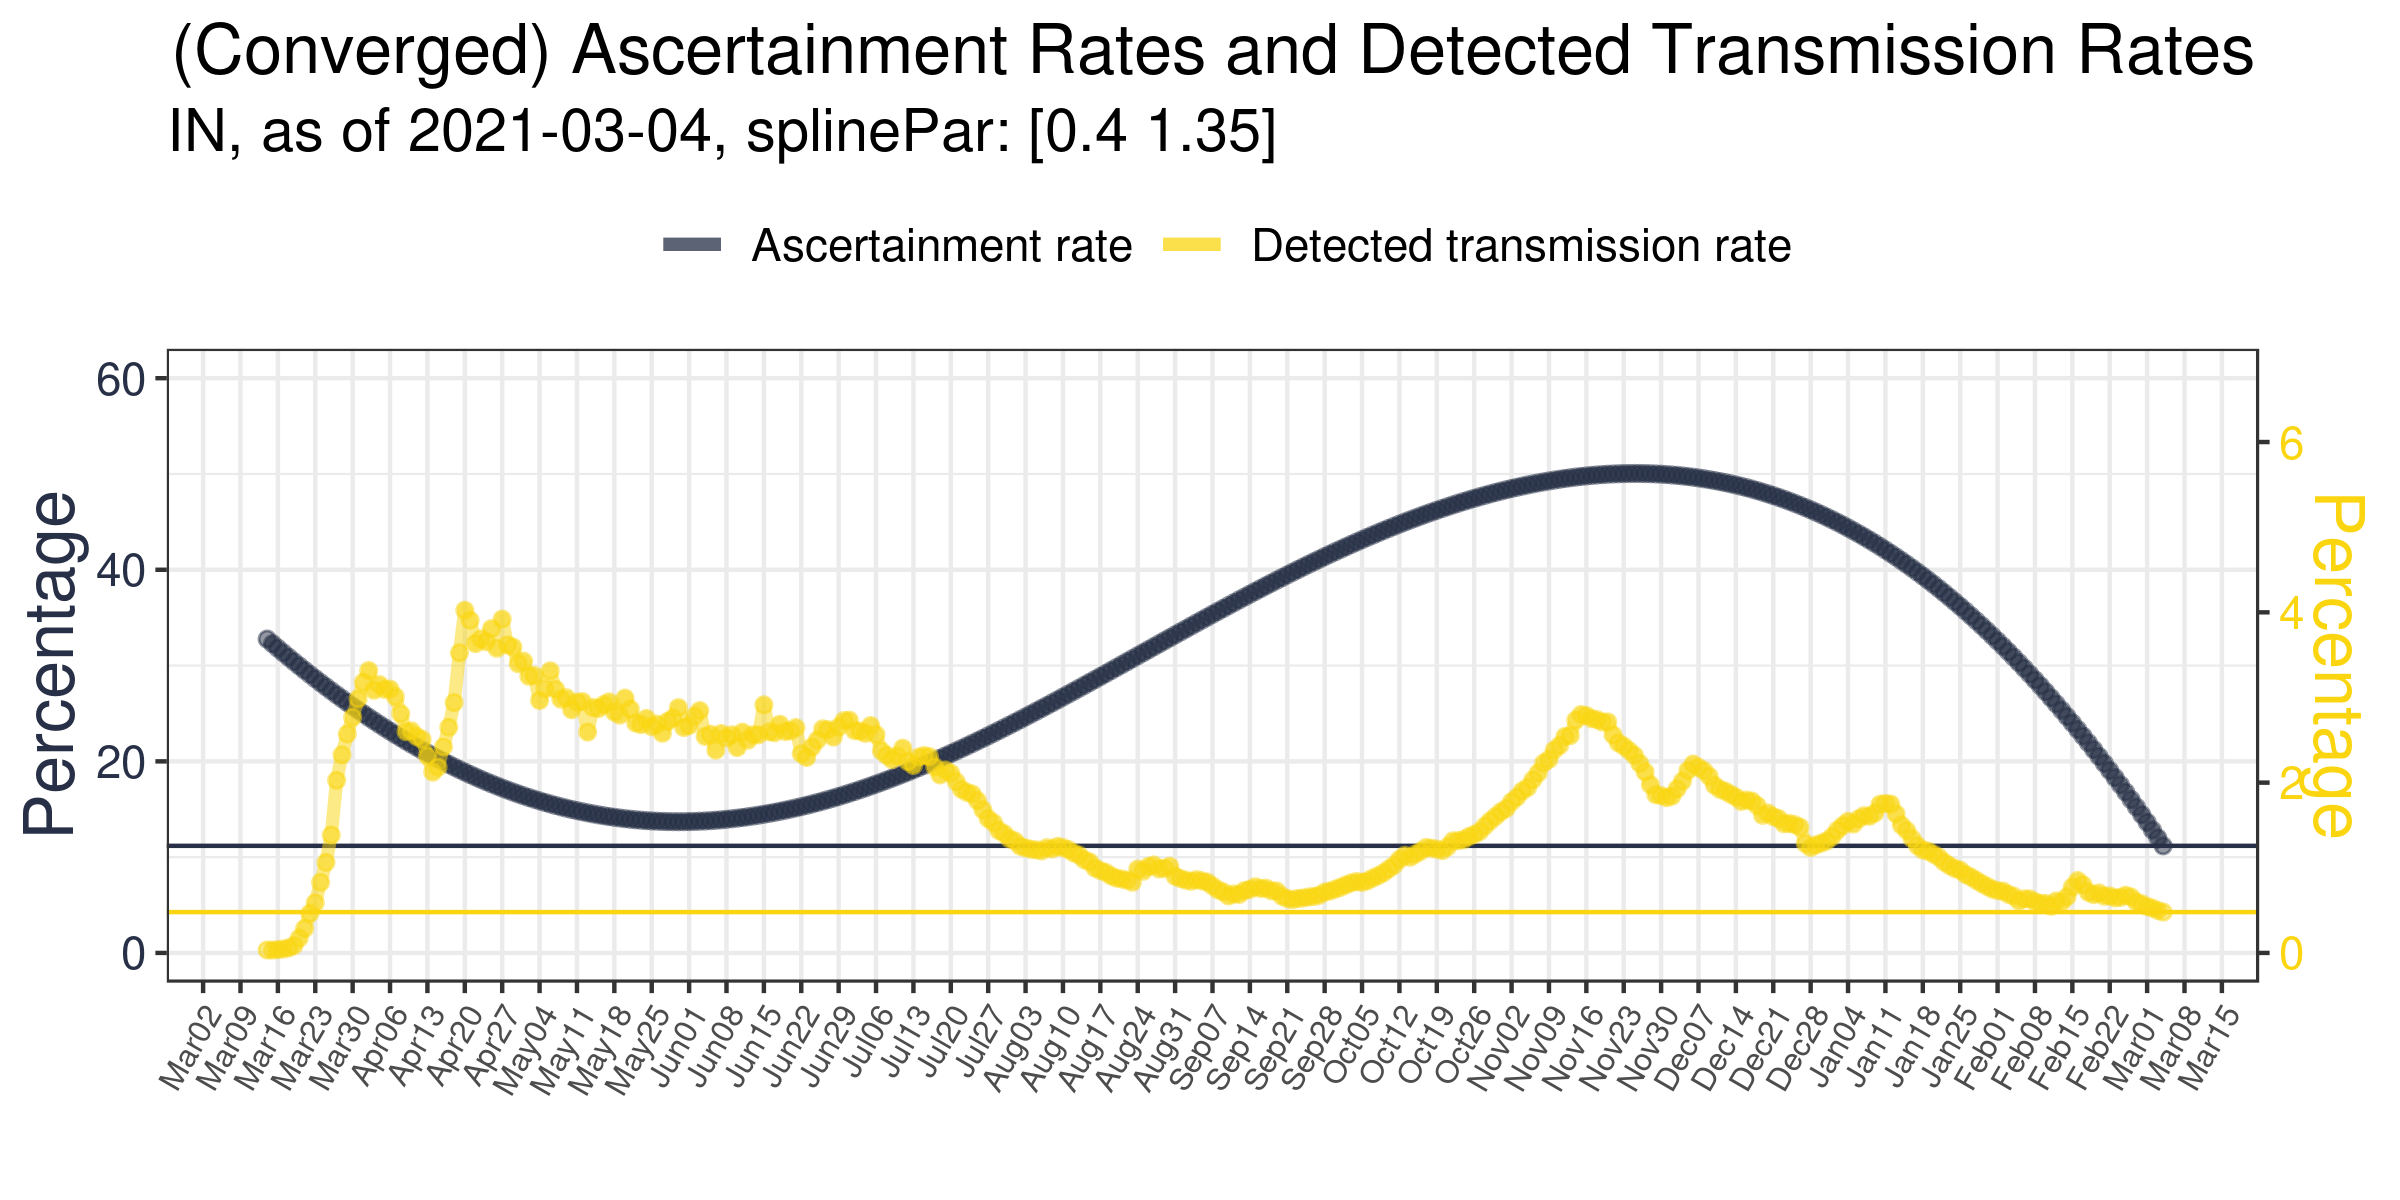 (Converged) Ascertainment Rates and Detected Transmission Rates
IN, as of 2021-03-04, splinePar: [0.4 1.35]
Ascertainment rate Detected transmission rate
Percentage
60
40
20
0
6
4
2
0
Percentage
Mar02 Mar09 Mar16 Mar23 Mar30 Apr06 Apr13 Apr20 Apr27 May04 May11 May18 May25 Jun01 Jun08 Jun15 Jun22 Jun29 Jul06 Jul13 Jul20 Jul27 Aug03 Aug10 Aug17 Aug24 Aug31 Sep07 Sep14 Sep21 Sep28 Oct05 Oct12 Oct19 Oct26 Nov02 Nov09 Nov16 Nov23 Nov30 Dec07 Dec14 Dec21 Dec28 Jan04 Jan11 Jan18 Jan25 Feb01 Feb08 Feb15 Feb22 Mar01 Mar08 Mar15